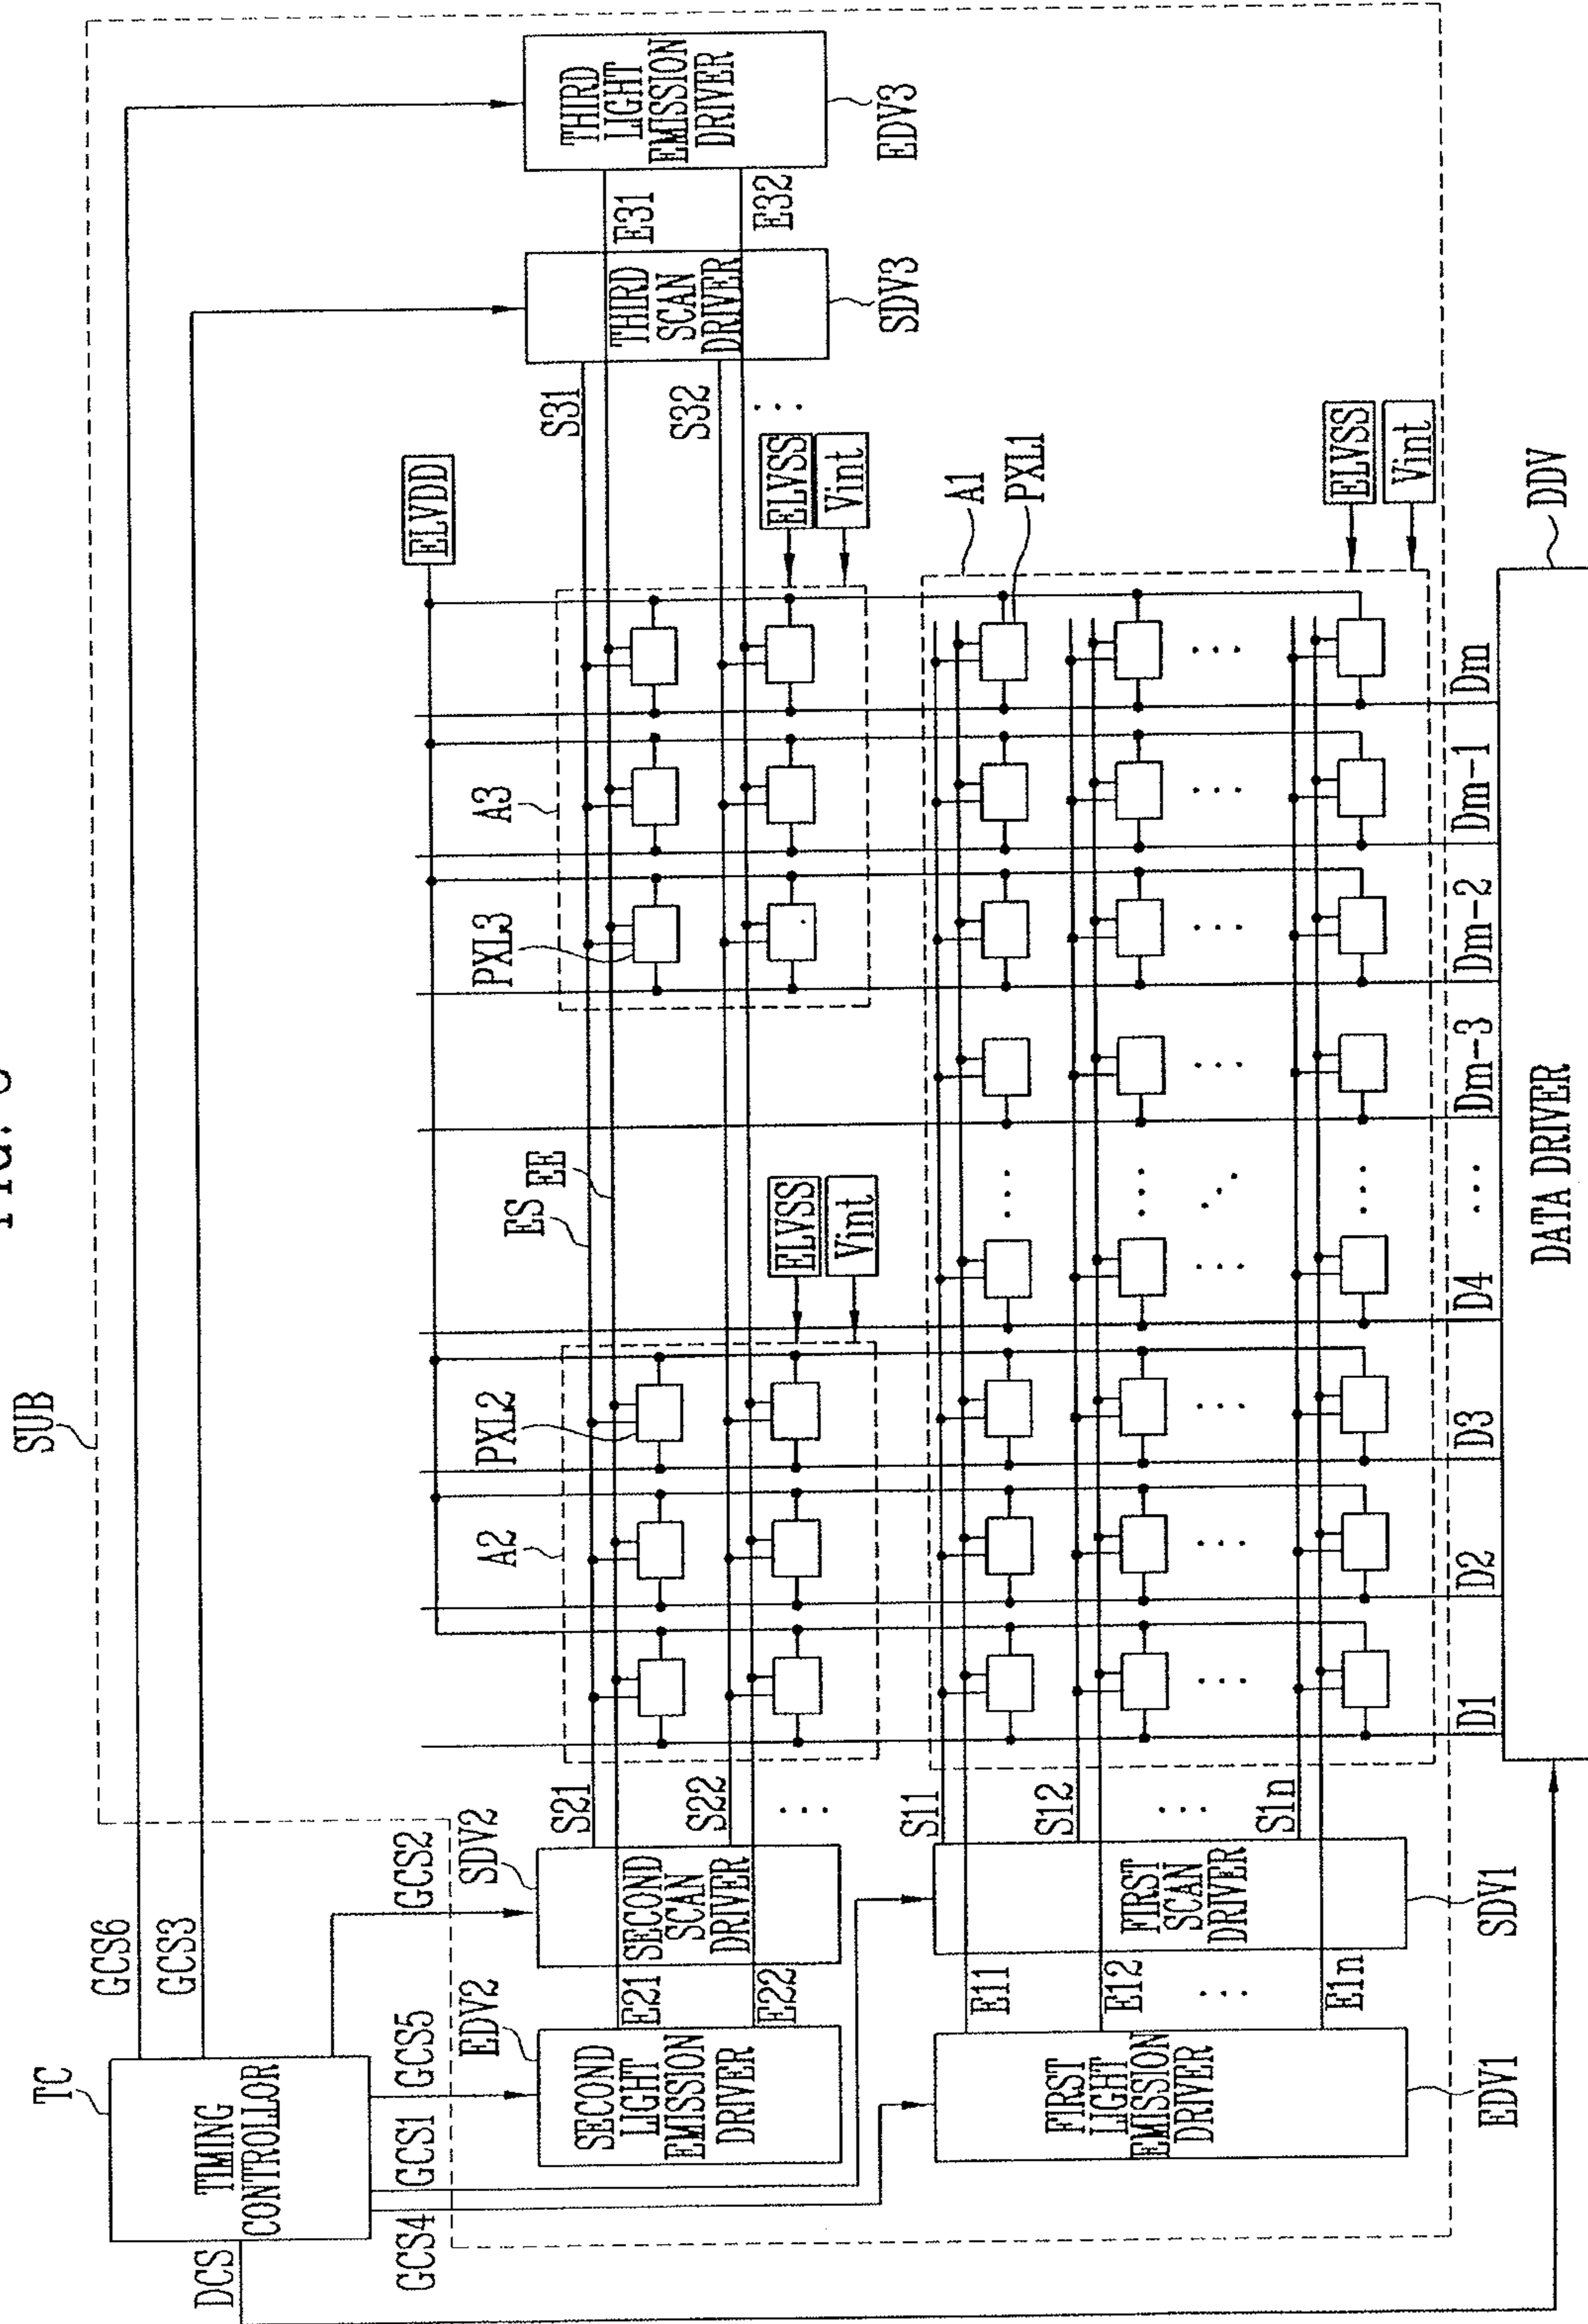 FIG.
SUB
TC
DCS
TIMING
CONTROLLOR
GCS6
GCS3
GCS4
GCS1
GCS5
GCS2
ELVDD
EDV2
SDV2
A2
PXL2
ES
EE
PXL3
A3
SECOND
LIGHT
EMISSION
DRIVER
E21
E22
SECOND
SCAN
DRIVER
S21
S22
...
ELVSS
Vint
S31
S32
...
ELVSS
Vint
THIRD
SCAN
DRIVER
SDV3
E31
E32
THIRD
LIGHT
EMISSION
DRIVER
EDV3
FIRST
LIGHT
EMISSION
DRIVER
EDV1
E11
E12
...
E1n
FIRST
SCAN
DRIVER
SDV1
S11
S12
...
S1n
A1
PXL1
ELVSS
Vint
D1
D2
D3
D4
...
Dm-3
Dm-2
Dm-1
Dm
DATA DRIVER
DDV